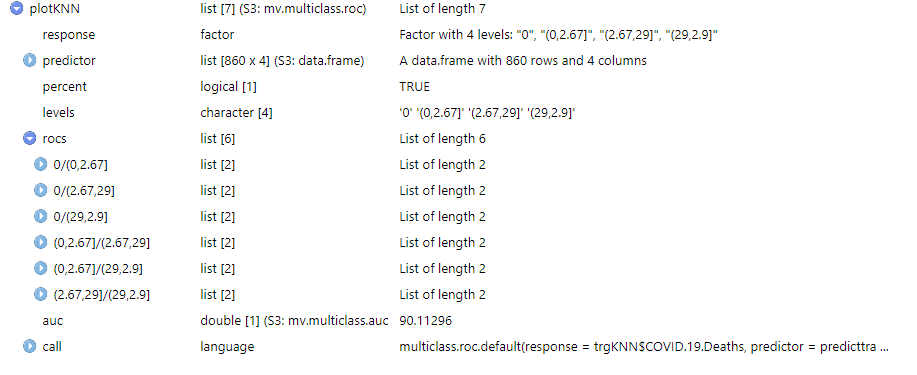 plotKNN list [7] (S3: mv.multiclass.roc) List of length 7
response factor Factor with 4 levels: "0", "(0,2.67]", "(2.67,29]", "(29,2.9]"
predictor list [860 x 4] (S3: data.frame) A data.frame with 860 rows and 4 columns
percent logical [1] TRUE
levels character [4] '0' '(0,2.67]' '(2.67,29]' '(29,2.9]'
rocs list [6] List of length 6
0/(0,2.67] list [2] List of length 2
0/(2.67,29] list [2] List of length 2
0/(29,2.9] list [2] List of length 2
(0,2.67]/(2.67,29] list [2] List of length 2
(0,2.67]/(29,2.9] list [2] List of length 2
(2.67,29]/(29,2.9] list [2] List of length 2
auc double [1] (S3: mv.multiclass.auc 90.11296
call language multiclass.roc.default(response = trgKNN$COVID.19.Deaths, predictor = predicttra ...